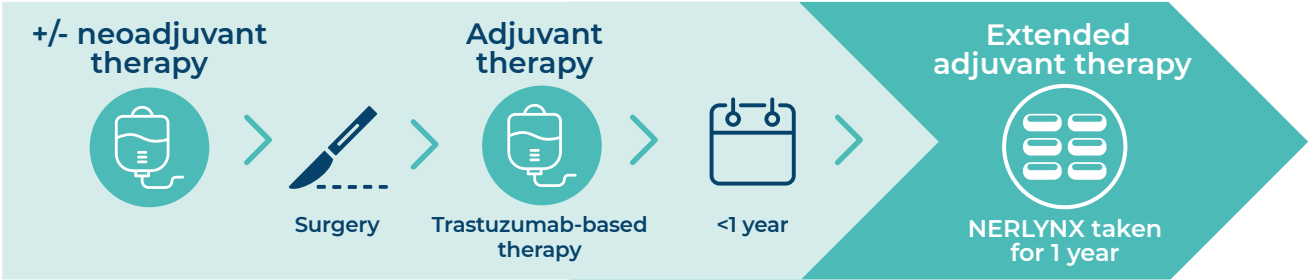 +/- neoadjuvant
therapy
Surgery
Adjuvant
therapy
Trastuzumab-based
therapy
<1 year
Extended
adjuvant therapy
NERLYNX taken
for 1 year